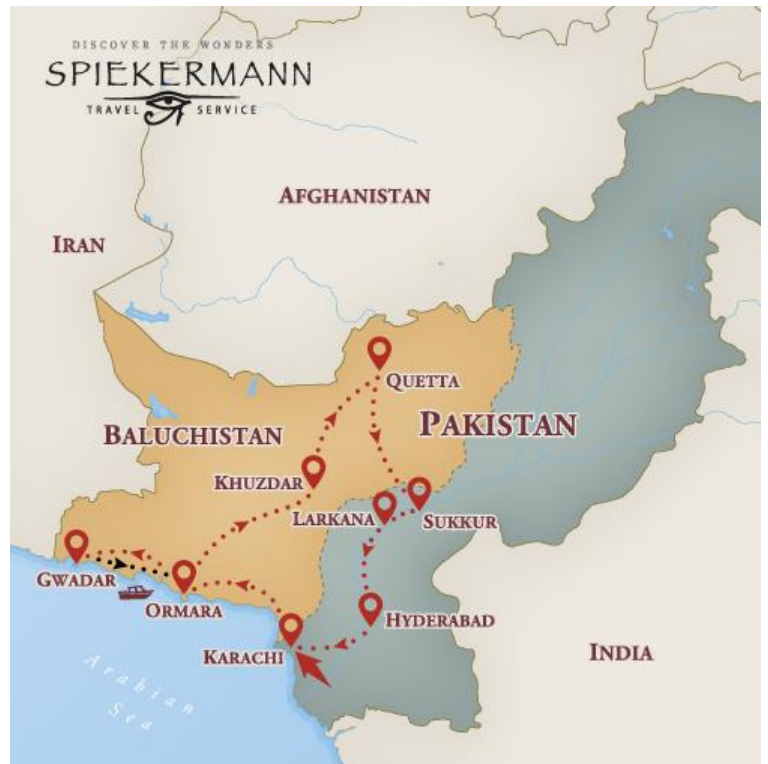 DISCOVER THE WONDERS
SPIEKERMANN
TRAVEL SERVICE
AFGHANISTAN
IRAN
QUETTA
BALUCHISTAN
PAKISTAN
KHUZDAR
LARKANA
SUKKUR
GWADAR
ORMARA
HYDERABAD
KARACHI
INDIA
Arabian
Sea